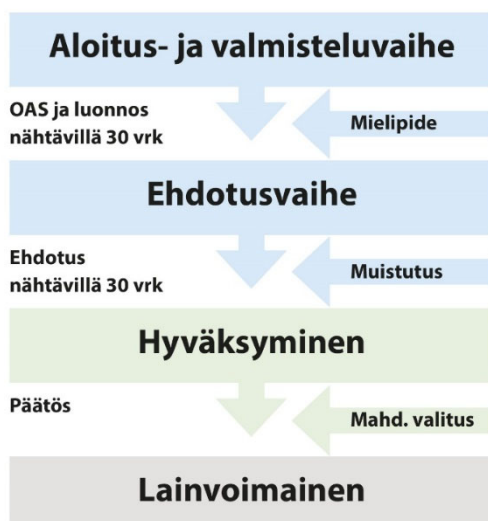 Aloitus- ja valmisteluvaihe
OAS ja luonnos
nähtävillä 30 vrk
Mielipide
Ehdotusvaihe
Ehdotus
nähtävillä 30 vrk
Muistutus
Hyväksyminen
Päätös
Mahd. valitus
Lainvoimainen